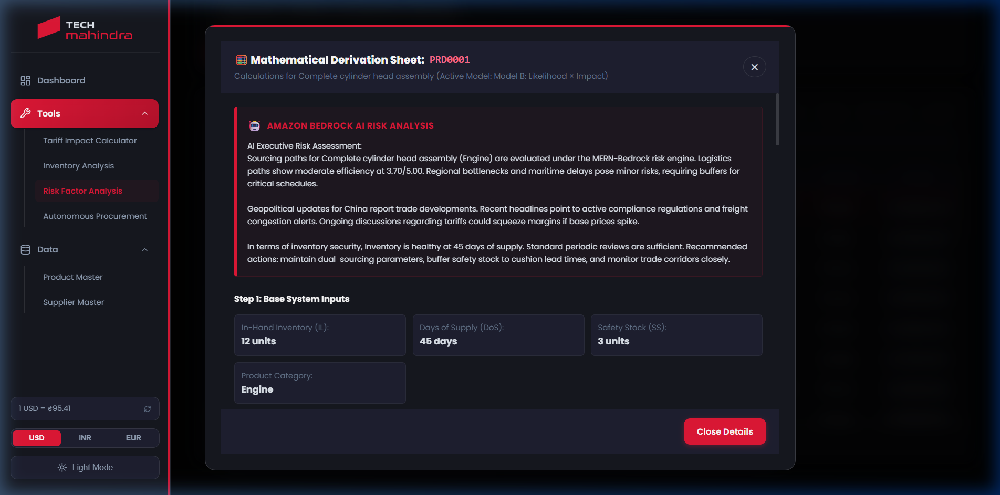 TECH
mahindra
Dashboard
Tools
Tariff Impact Calculator
Inventory Analysis
Risk Factor Analysis
Autonomous Procurement
Data
Product Master
Supplier Master
1 USD = ₹95.41
USD INR EUR
Light Mode
Mathematical Derivation Sheet: PRD0001
Calculations for Complete cylinder head assembly (Active Model: Model B: Likelihood × Impact)
AMAZON BEDROCK AI RISK ANALYSIS
AI Executive Risk Assessment:
Sourcing paths for Complete cylinder head assembly (Engine) are evaluated under the MERN-Bedrock risk engine. Logistics
paths show moderate efficiency at 3.70/5.00. Regional bottlenecks and maritime delays pose minor risks, requiring buffers for
critical schedules.
Geopolitical updates for China report trade developments. Recent headlines point to active compliance regulations and freight
congestion alerts. Ongoing discussions regarding tariffs could squeeze margins if base prices spike.
In terms of inventory security, Inventory is healthy at 45 days of supply. Standard periodic reviews are sufficient. Recommended
actions: maintain dual-sourcing parameters, buffer safety stock to cushion lead times, and monitor trade corridors closely.
Step 1: Base System Inputs
In-Hand Inventory (IL):
12 units
Days of Supply (DoS):
45 days
Safety Stock (SS):
3 units
Product Category:
Engine
Close Details